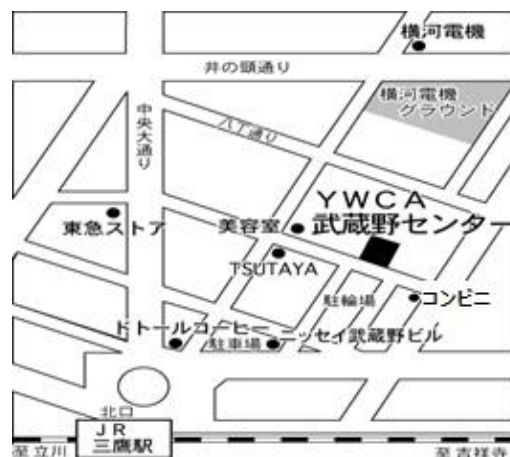 横河電機
井の頭通り
横河電機
グラウンド
中央大通り
八丁通り
YWCA
武蔵野センター
美容室
東急ストア
TSUTAYA
駐輪場
コンビニ
ドトールコーヒー
ニッセイ武蔵野ビル
駐車場
北口
JR
三鷹駅
至立川
至吉祥寺